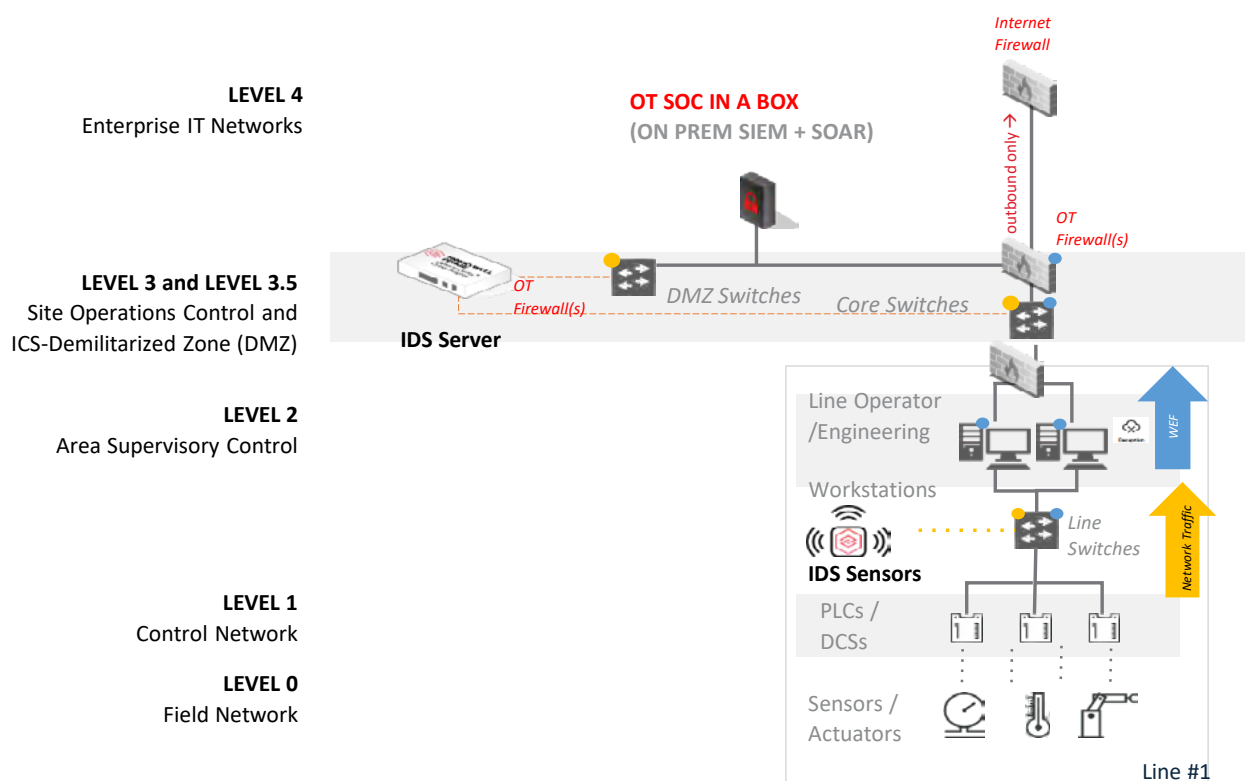 Internet
Firewall
LEVEL 4
Enterprise IT Networks
OT SOC IN A BOX
(ON PREM SIEM + SOAR)
outbound only →
OT
Firewall(s)
LEVEL 3 and LEVEL 3.5
Site Operations Control and
ICS-Demilitarized Zone (DMZ)
OT
Firewall(s)
DMZ Switches
Core Switches
IDS Server
LEVEL 2
Area Supervisory Control
Line Operator
/Engineering
Workstations
Deception
WEF
IDS Sensors
Line
Switches
Network Traffic
LEVEL 1
Control Network
PLCs /
DCSs
LEVEL 0
Field Network
Sensors /
Actuators
Line #1